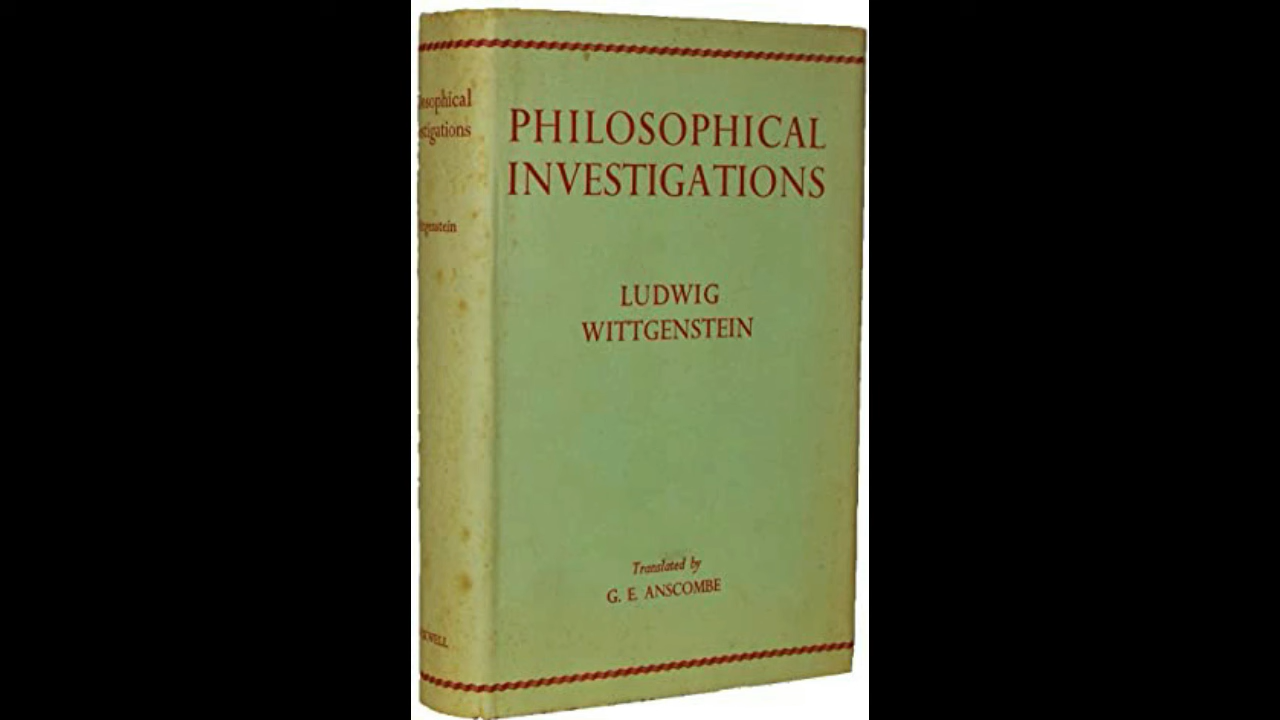 PHILOSOPHICAL
INVESTIGATIONS
LUDWIG
WITTGENSTEIN
Translated by
G. E. ANSCOMBE